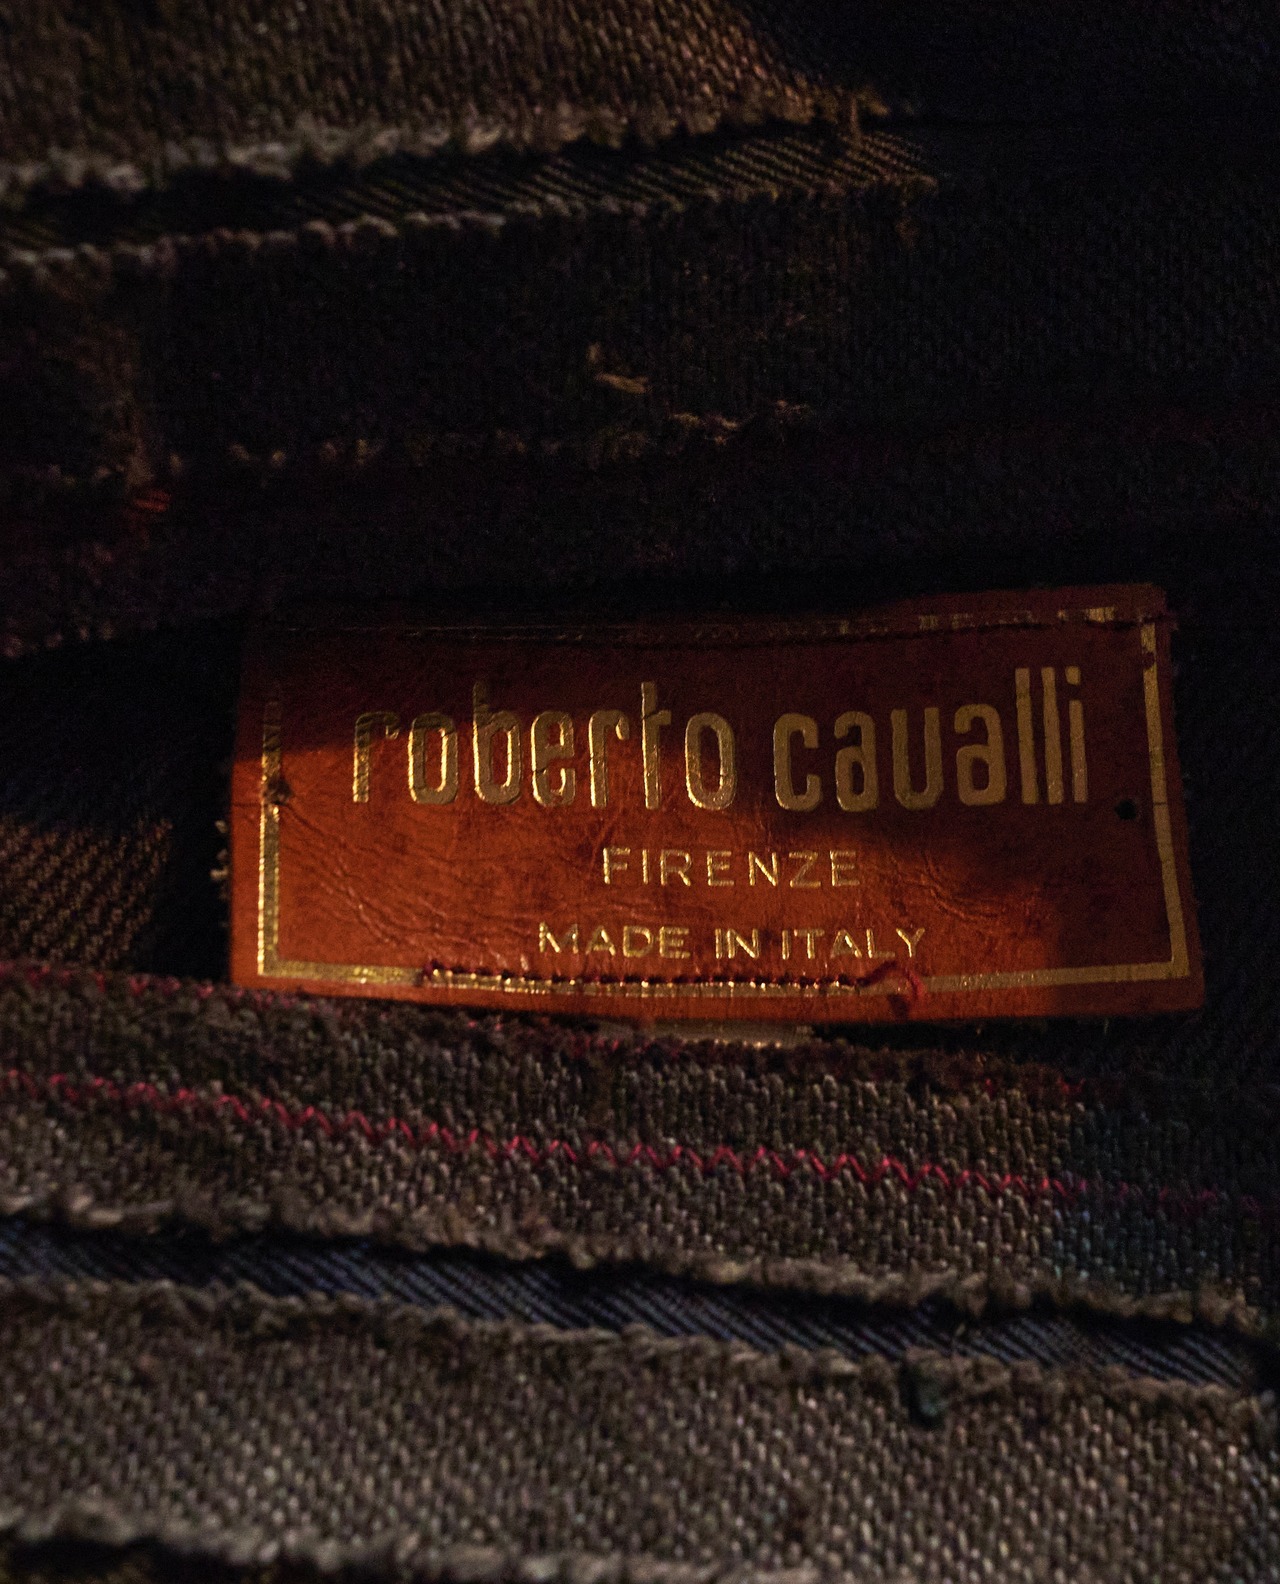 roberto cavalli
FIRENZE
MADE IN ITALY